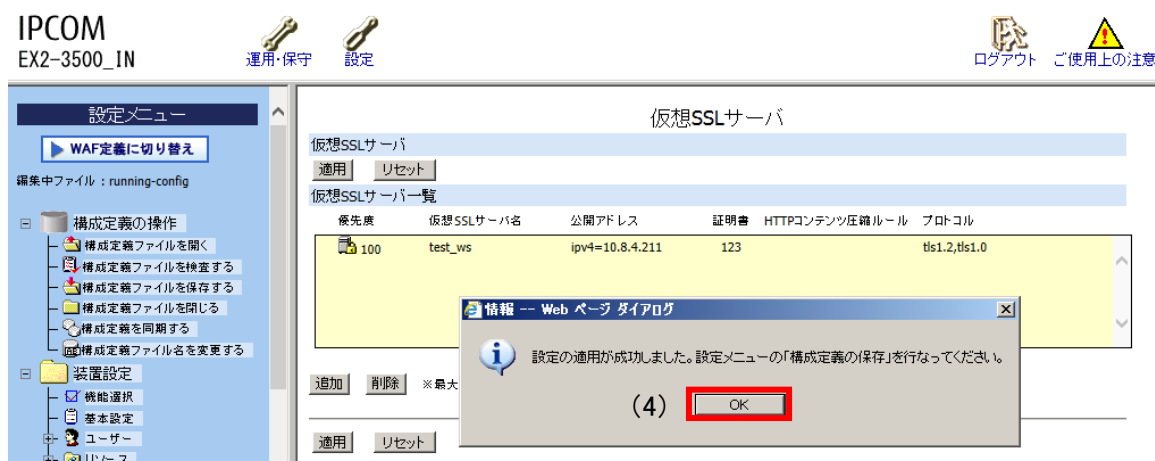 IPCOM
EX2-3500_IN
運用・保守
設定
ログアウト
ご使用上の注意
設定メニュー
WAF定義に切り替え
編集中ファイル：running-config
構成定義の操作
構成定義ファイルを開く
構成定義ファイルを検査する
構成定義ファイルを保存する
構成定義ファイルを閉じる
構成定義を同期する
構成定義ファイル名を変更する
装置設定
機能選択
基本設定
ユーザー
リソース
仮想SSLサーバ
仮想SSLサーバ
適用 リセット
仮想SSLサーバ一覧
優先度 仮想SSLサーバ名 公開アドレス 証明書 HTTPコンテンツ圧縮ルール プロトコル
100 test_ws ipv4=10.8.4.211 123 tls1.2,tls1.0
情報 -- Web ページ ダイアログ
設定の適用が成功しました。設定メニューの「構成定義の保存」を行なってください。
(4) OK
追加 削除 ※最大
適用 リセット